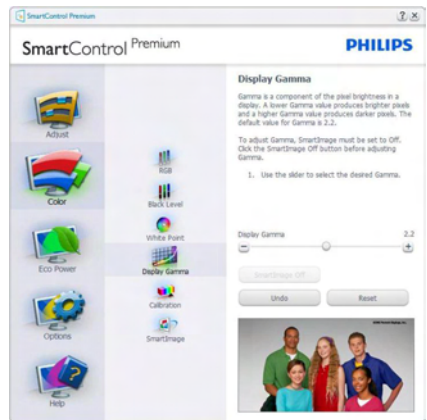 SmartControl Premium
SmartControl Premium
PHILIPS
Adjust
Color
Eco Power
Options
Help
RGB
Black Level
White Point
Display Gamma
Calibration
SmartImage
Display Gamma
Gamma is a component of the pixel brightness in a
display. A lower Gamma value produces brighter pixels
and a higher Gamma value produces darker pixels. The
default value for Gamma is 2.2.
To adjust Gamma, SmartImage must be set to Off.
Click the SmartImage Off button before adjusting
Gamma.
1. Use the slider to select the desired Gamma.
Display Gamma 2.2
SmartImage Off
Undo Reset